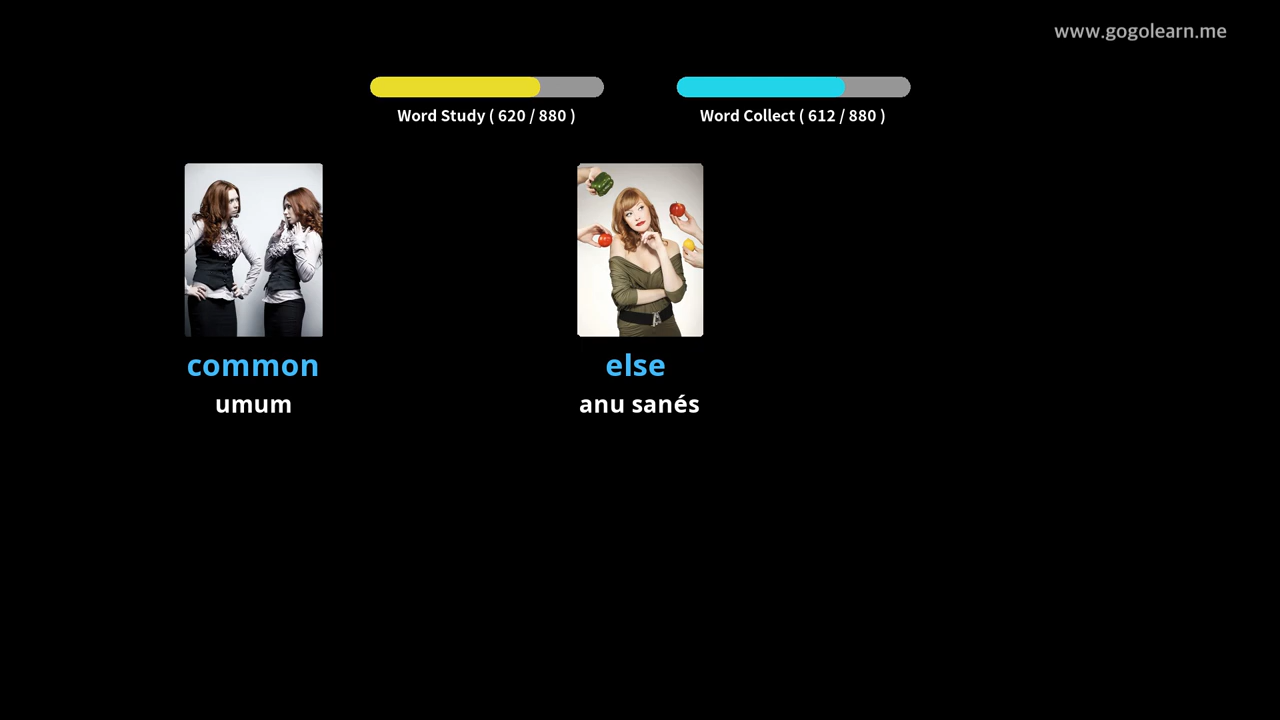 www.gogolearn.me
Word Study ( 620 / 880 )
Word Collect ( 612 / 880 )
common
umum
else
anu sanés